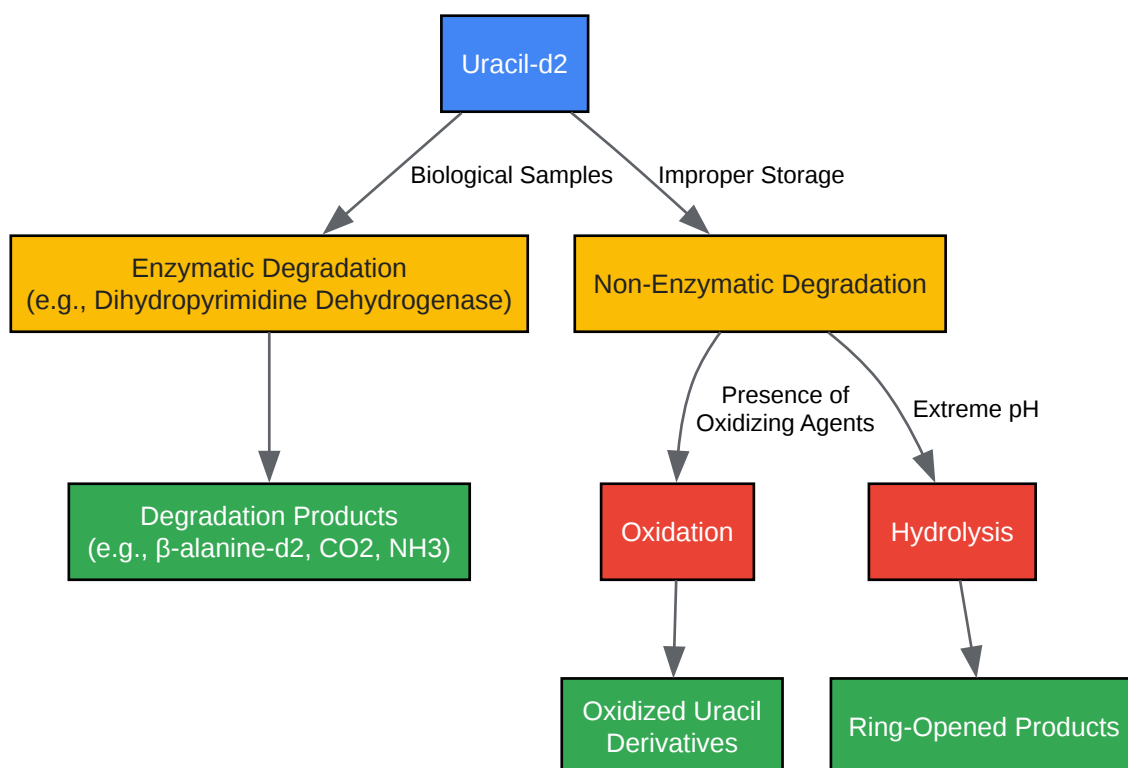 Uracil-d2
Biological Samples
Improper Storage
Enzymatic Degradation
(e.g., Dihydropyrimidine Dehydrogenase)
Non-Enzymatic Degradation
Presence of
Oxidizing Agents
Extreme pH
Degradation Products
(e.g., β-alanine-d2, CO2, NH3)
Oxidation
Hydrolysis
Oxidized Uracil
Derivatives
Ring-Opened Products